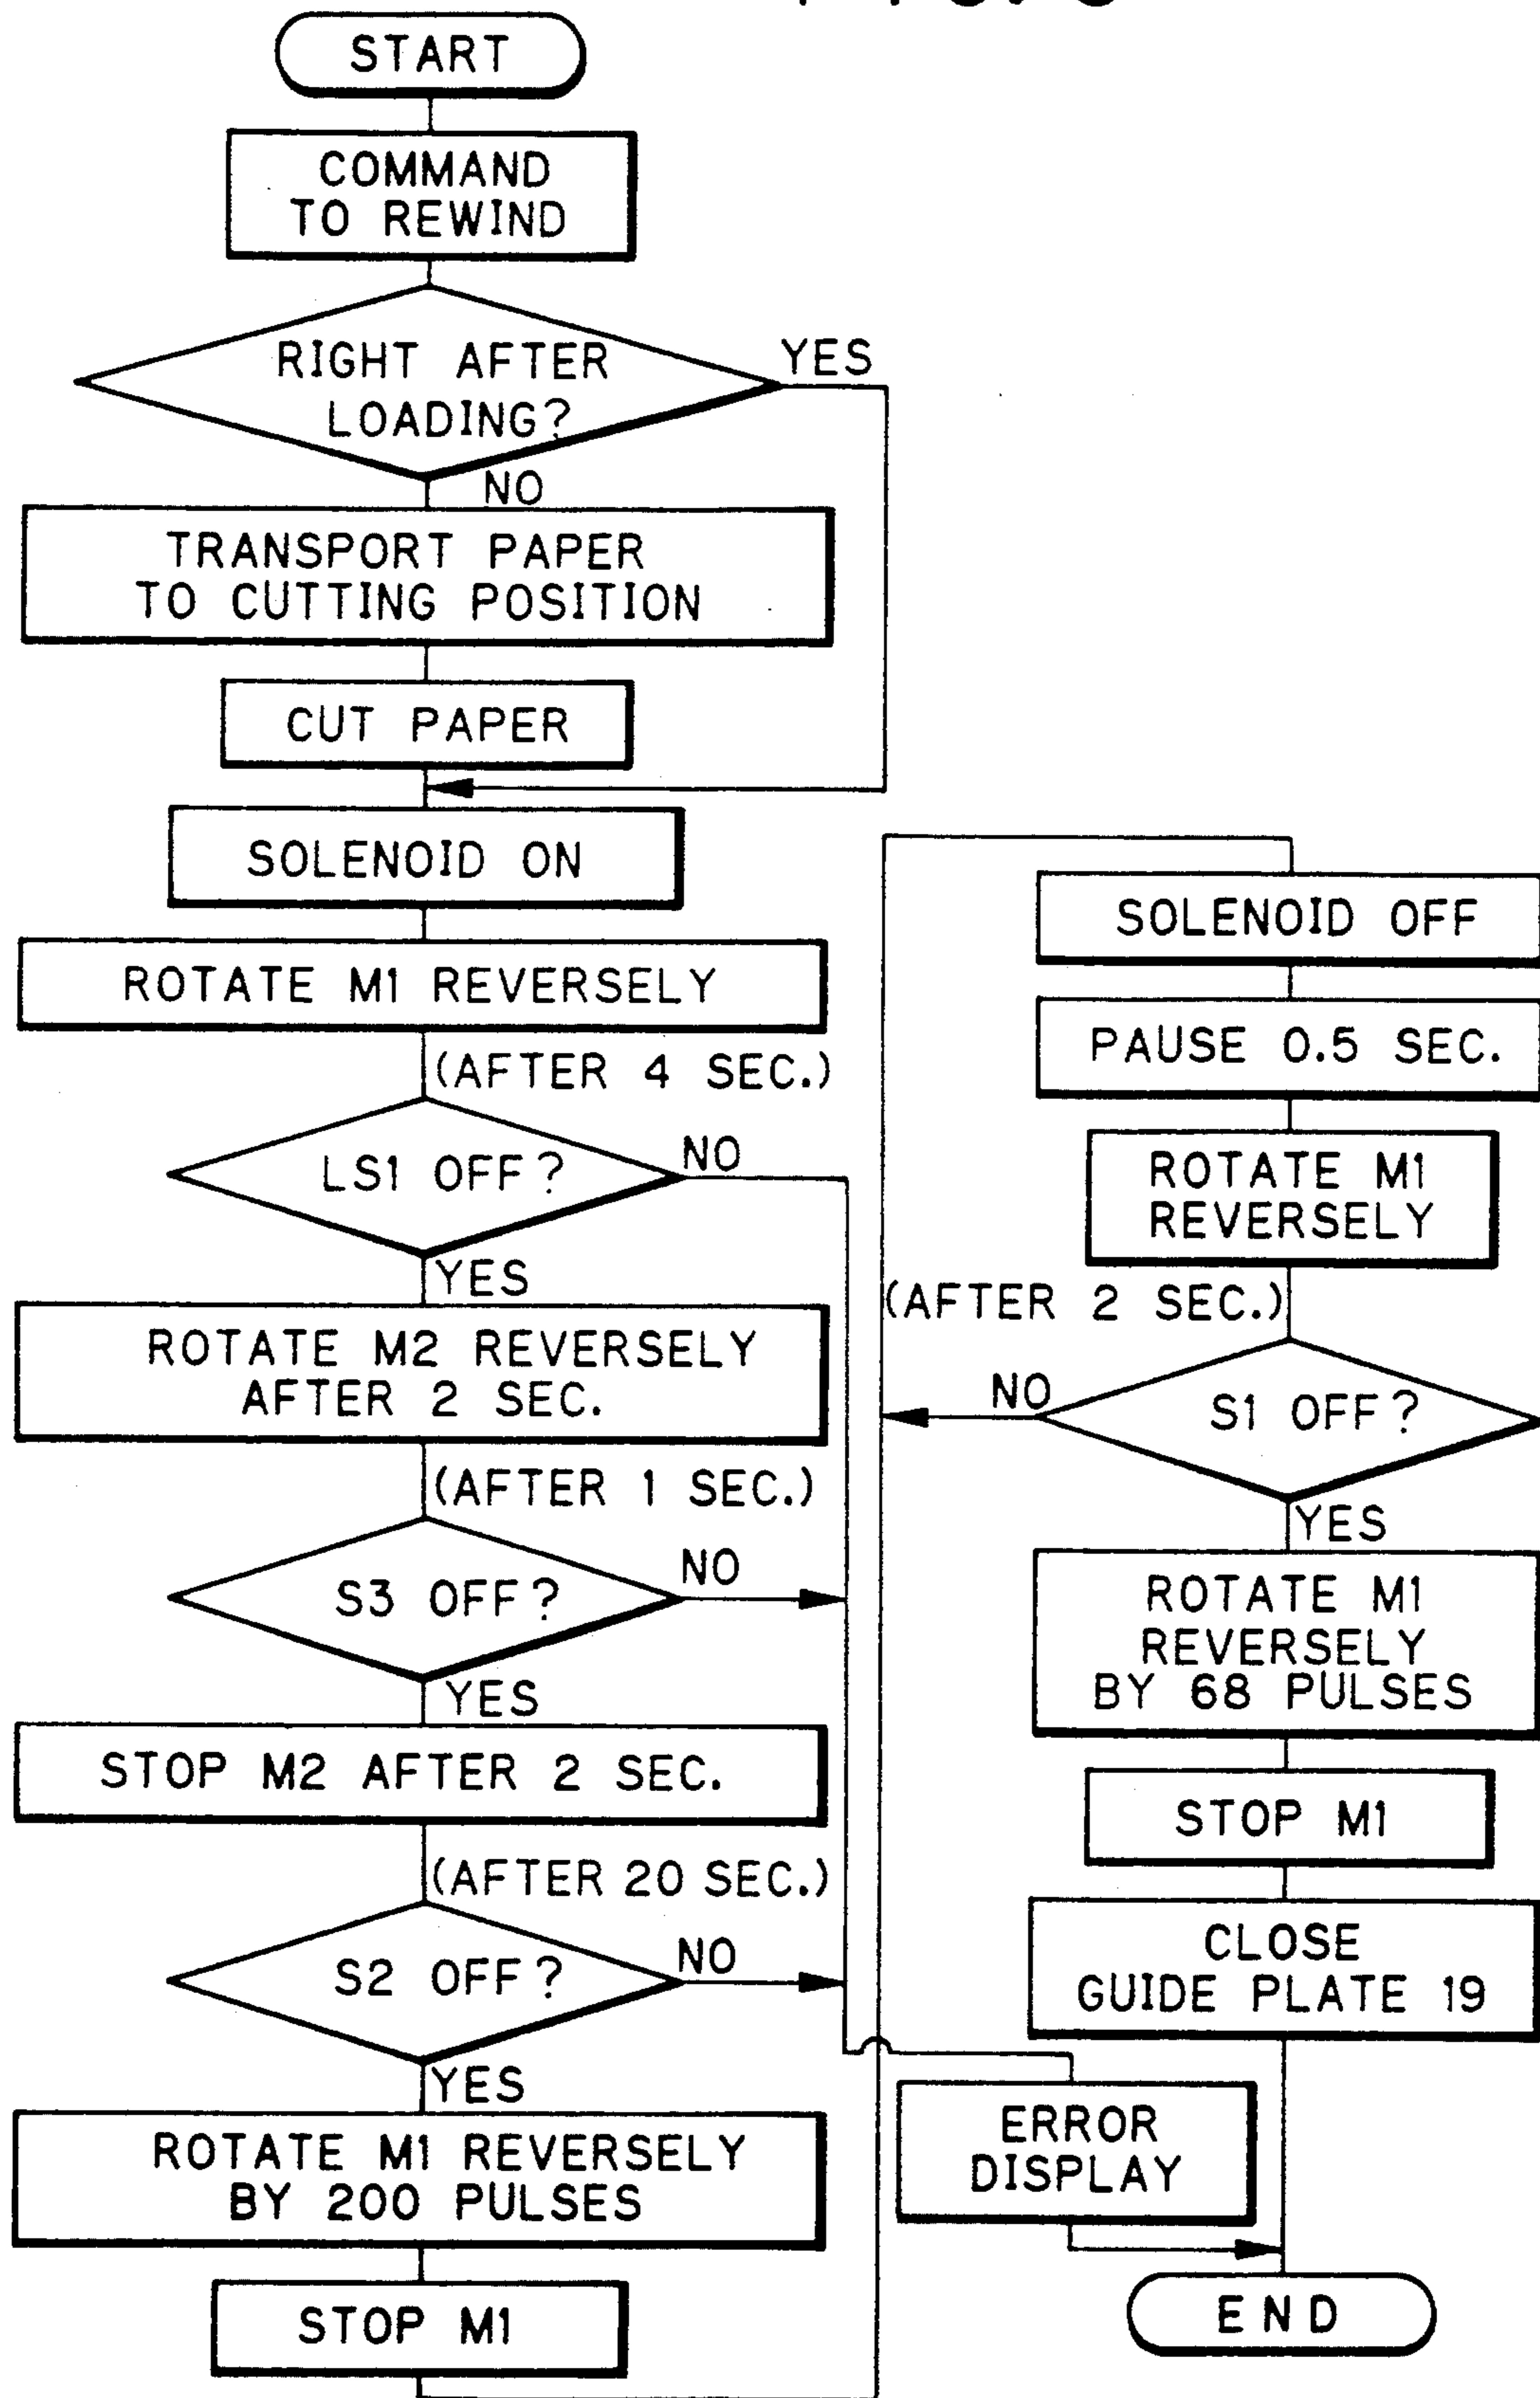 START
COMMAND
TO REWIND
RIGHT AFTER
LOADING?
YES
NO
TRANSPORT PAPER
TO CUTTING POSITION
CUT PAPER
SOLENOID ON
ROTATE M1 REVERSELY
(AFTER 4 SEC.)
LS1 OFF?
NO
YES
ROTATE M2 REVERSELY
AFTER 2 SEC.
(AFTER 1 SEC.)
S3 OFF?
NO
YES
STOP M2 AFTER 2 SEC.
(AFTER 20 SEC.)
S2 OFF?
NO
YES
ROTATE M1 REVERSELY
BY 200 PULSES
STOP M1
SOLENOID OFF
PAUSE 0.5 SEC.
ROTATE M1
REVERSELY
(AFTER 2 SEC.)
S1 OFF?
NO
YES
ROTATE M1
REVERSELY
BY 68 PULSES
STOP M1
CLOSE
GUIDE PLATE 19
ERROR
DISPLAY
END